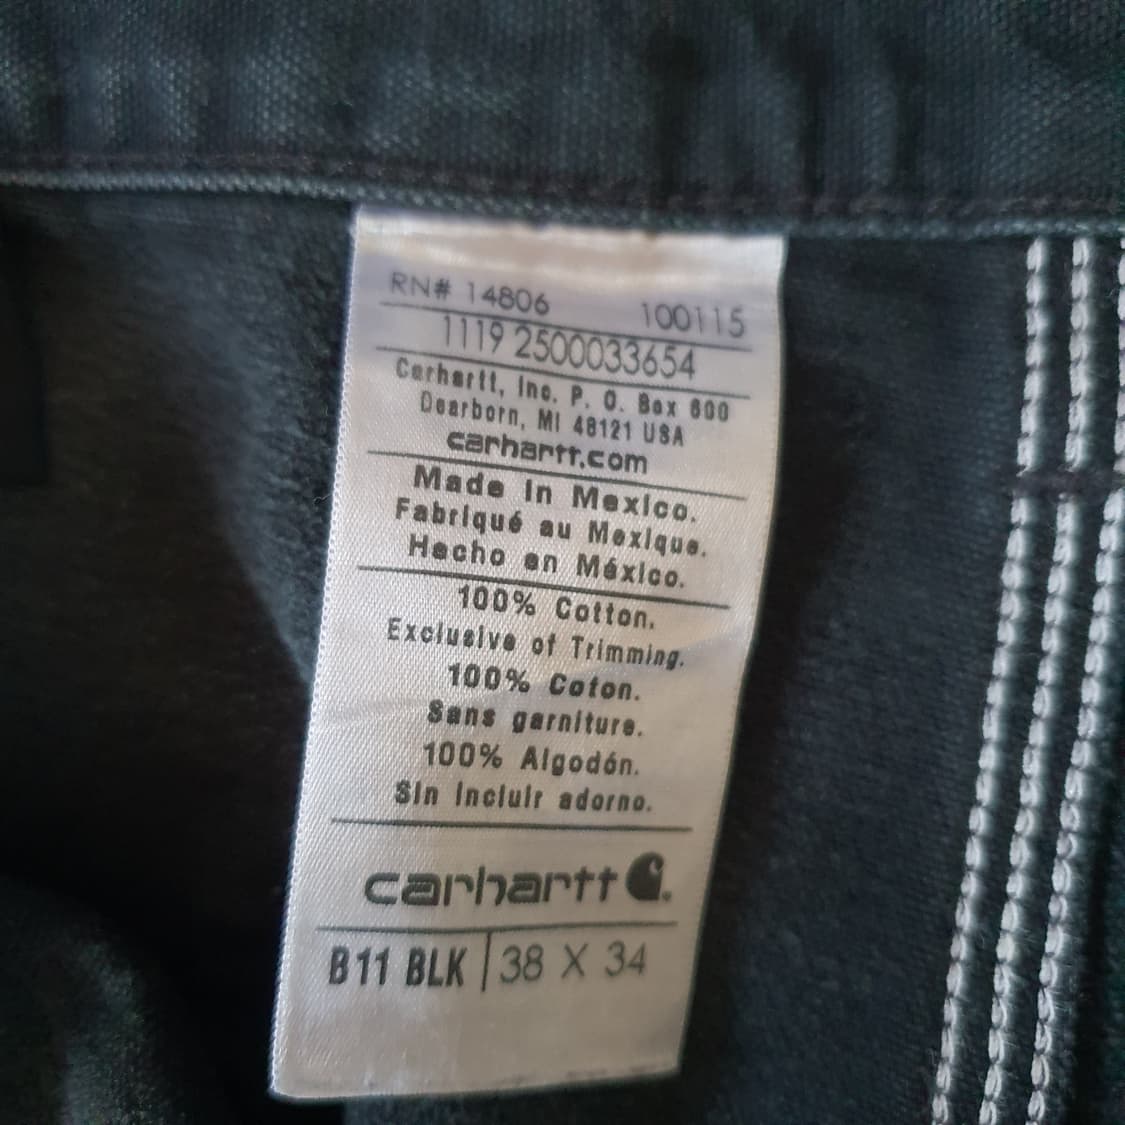 RN# 14806 100115
1119 2500033654
Carhartt, Inc. P. O. Box 600
Dearborn, MI 48121 USA
carhartt.com
Made in Mexico.
Fabriqué au Mexique.
Hecho en México.
100% Cotton.
Exclusive of Trimming.
100% Coton.
Sans garniture.
100% Algodón.
Sin incluir adorno.
carhartt
B11 BLK 38 X 34